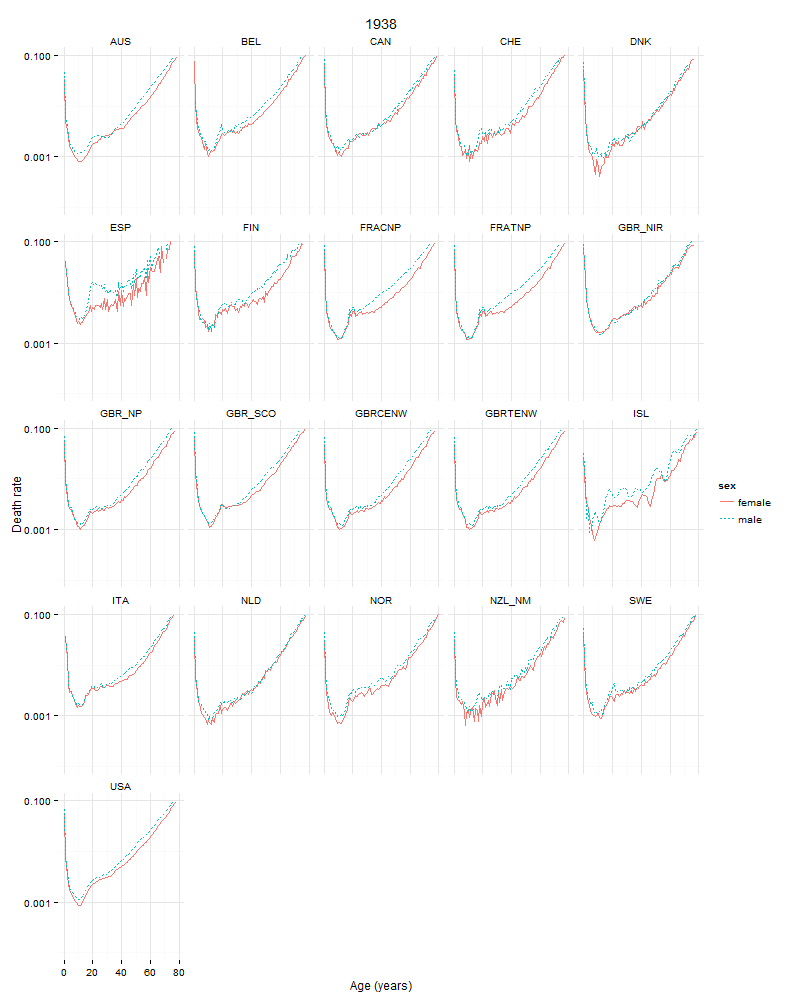 1938
AUS BEL CAN CHE DNK
0.100
0.001
ESP FIN FRACNP FRATNP GBR_NIR
0.100
0.001
GBR_NP GBR_SCO GBRCENW GBRTENW ISL
0.100
0.001
Death rate
sex
female
male
ITA NLD NOR NZL_NM SWE
0.100
0.001
USA
0.100
0.001
0 20 40 60 80
Age (years)